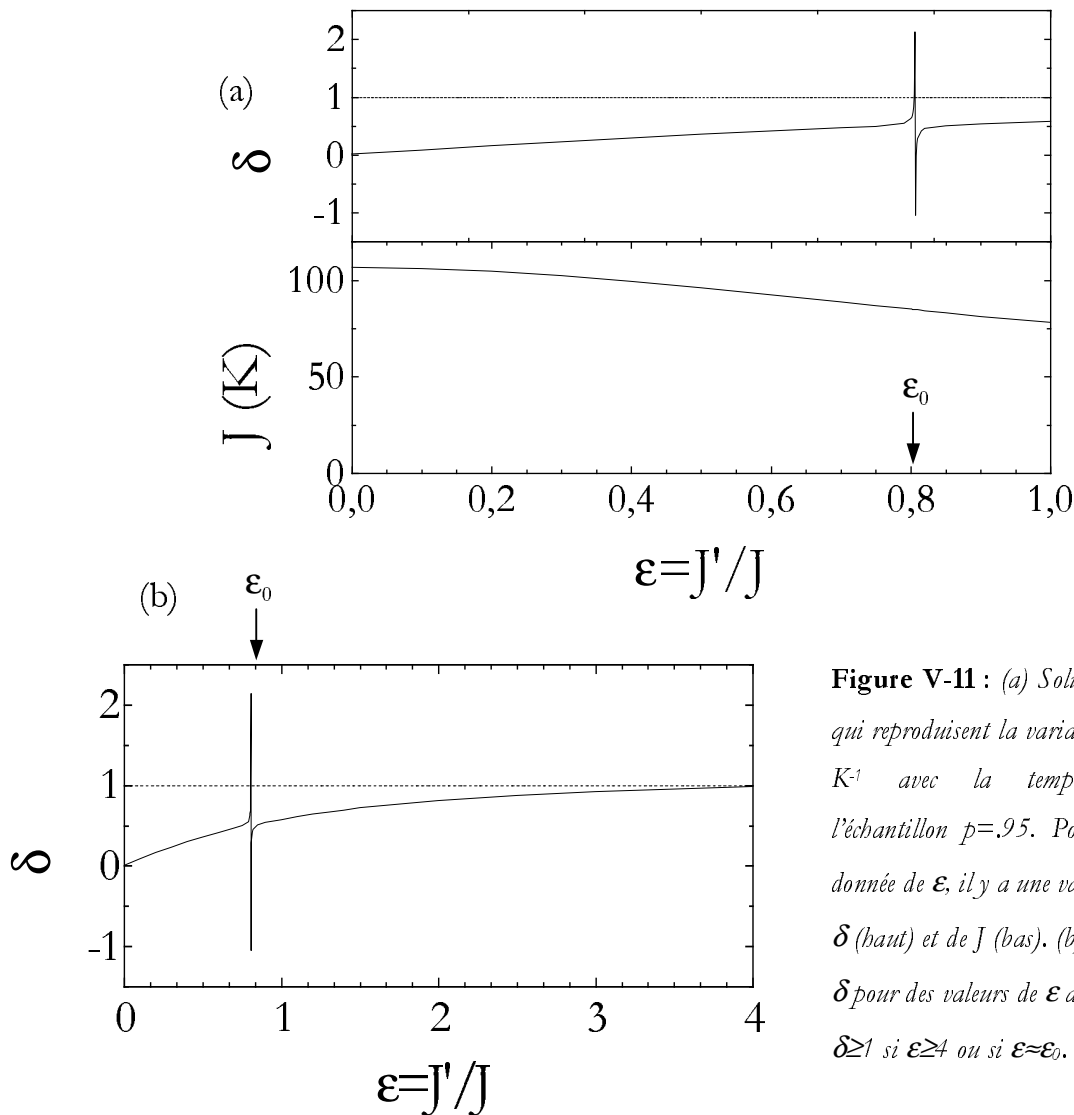 (a)
2
1
0
-1
δ
100
50
0
J (K)
ε₀
0,0 0,2 0,4 0,6 0,8 1,0
ε=J'/J
(b)
ε₀
2
1
0
-1
δ
0 1 2 3 4
ε=J'/J
Figure V-11 : (a) Solu
qui reproduisent la varia
K⁻¹ avec la temp
l'échantillon p=.95. Po
donnée de ε, il y a une va
δ (haut) et de J (bas). (b
δ pour des valeurs de ε a
δ≥1 si ε≥4 ou si ε≈ε₀.